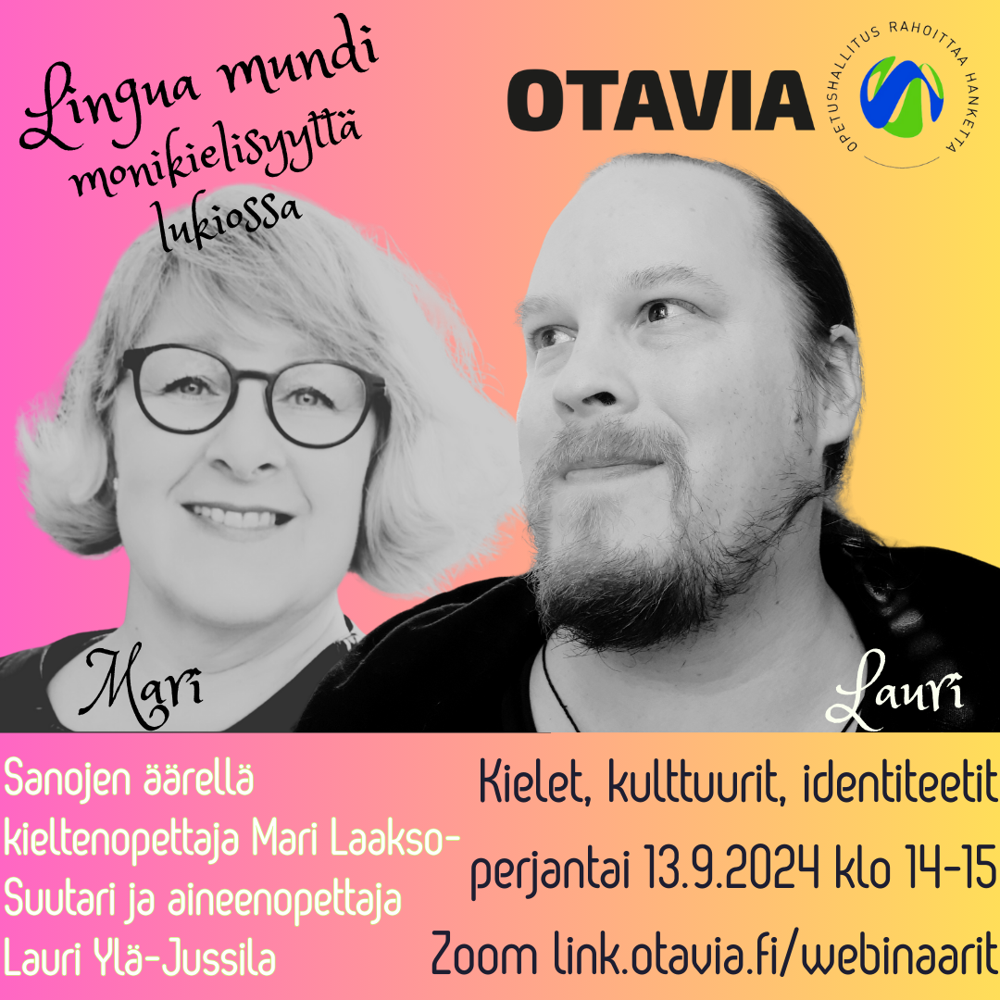 Lingua mundi
monikielisyyttä
lukiossa
OTAVIA
OPETUSHALLITUS RAHOITTAA HANKETTA
Mari
Lauri
Sanojen äärellä
kieltenopettaja Mari Laakso-
Suutari ja aineenopettaja
Lauri Ylä-Jussila
Kielet, kulttuurit, identiteetit
perjantai 13.9.2024 klo 14-15
Zoom link.otavia.fi/webinaarit